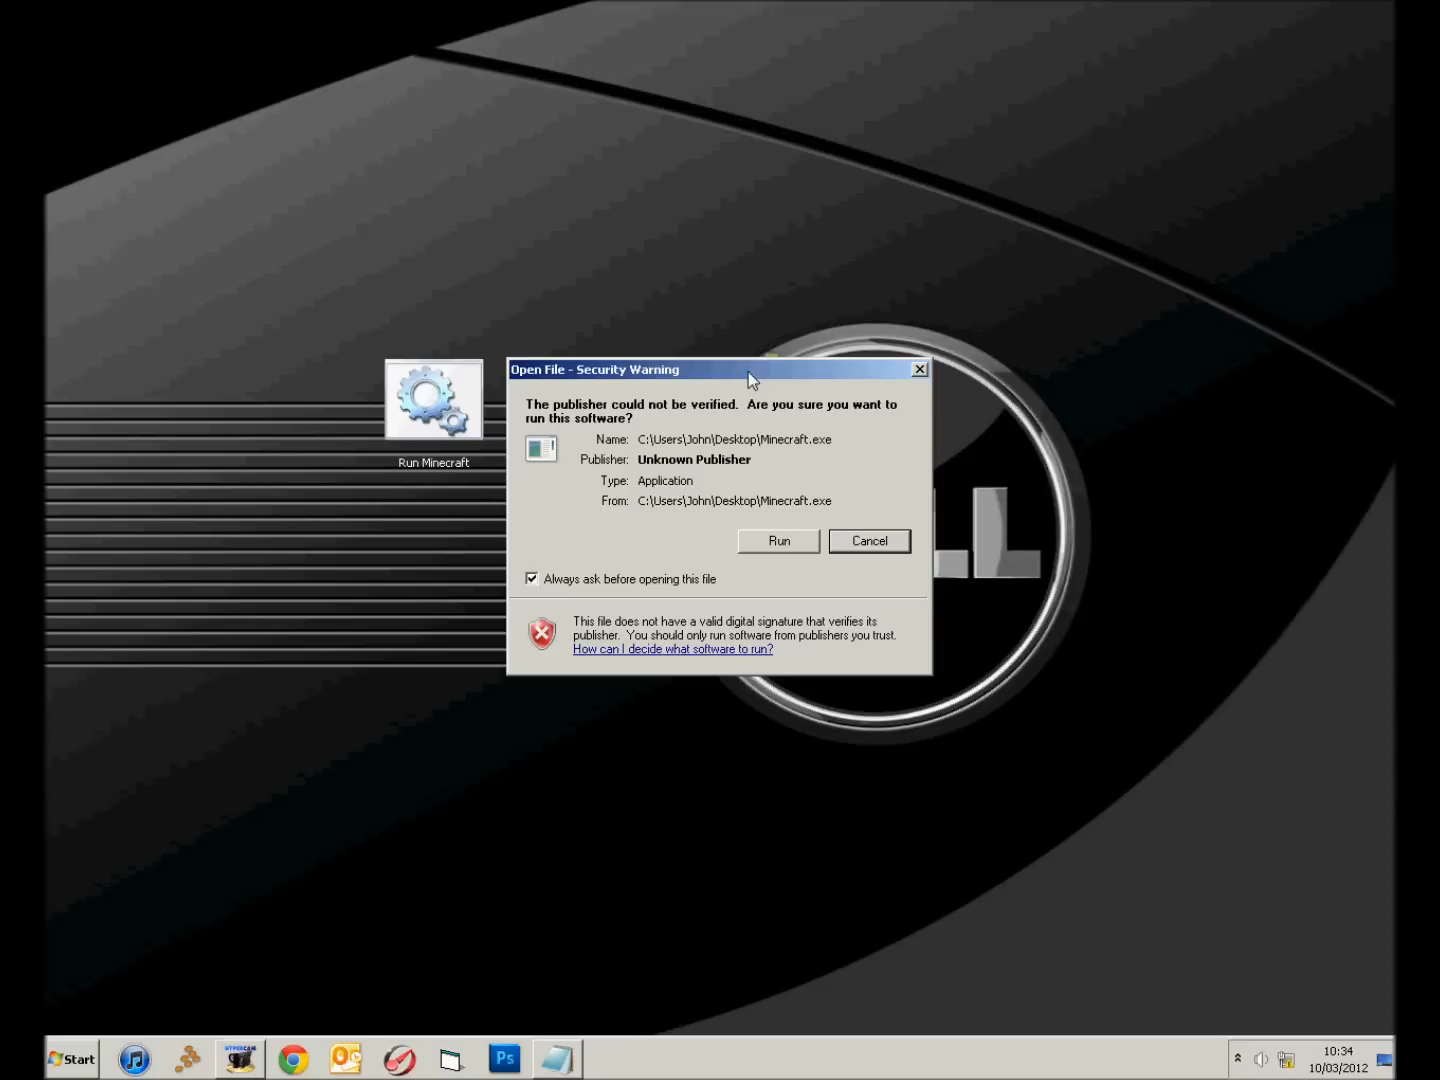 Open File - Security Warning
The publisher could not be verified.  Are you sure you want to
run this software?
Name: C:\Users\John\Desktop\Minecraft.exe
Publisher: Unknown Publisher
Type: Application
From: C:\Users\John\Desktop\Minecraft.exe
Run Minecraft
Run Cancel
Always ask before opening this file
This file does not have a valid digital signature that verifies its
publisher.  You should only run software from publishers you trust.
How can I decide what software to run?
LL
Start
HYPERCAM
Ps
10:34
10/03/2012